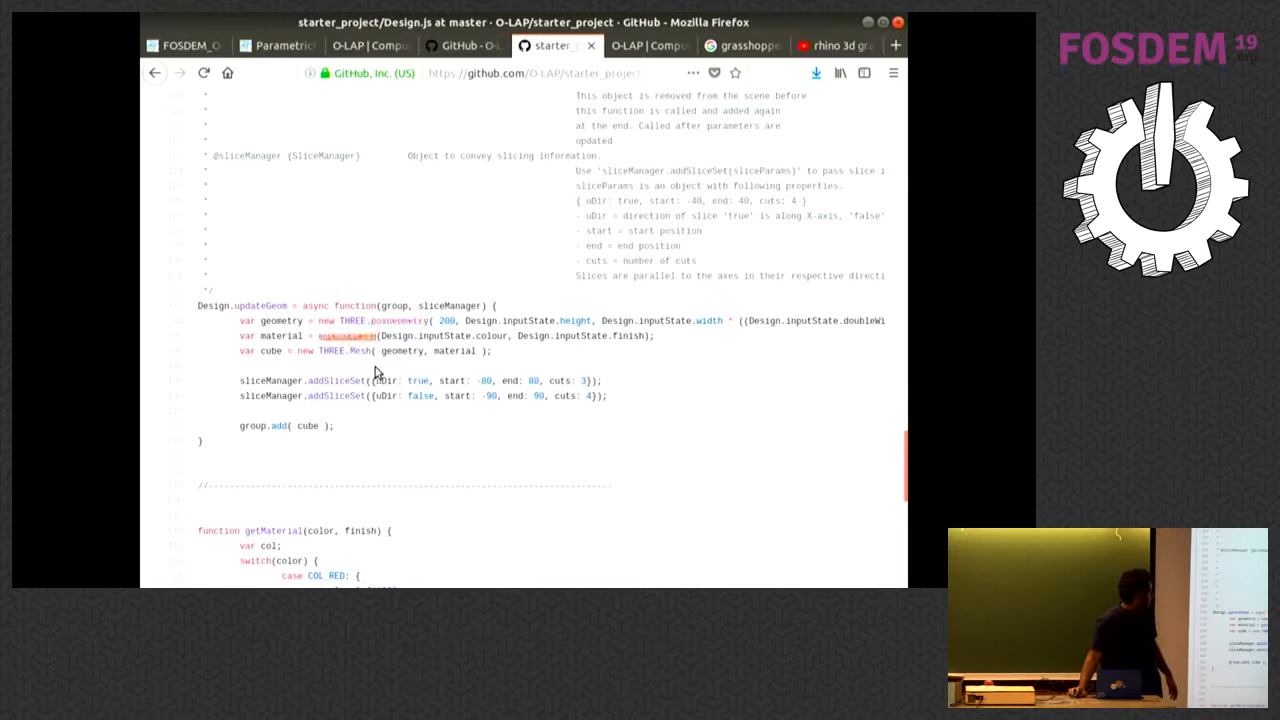 starter_project/Design.js at master · O-LAP/starter_project · GitHub - Mozilla Firefox
FOSDEM_O
Parametric
O-LAP | Compu
GitHub - O-L
starter_
O-LAP | Compu
grasshoppe
rhino 3d gra
GitHub, Inc. (US)
https://github.com/O-LAP/starter_project
FOSDEM 19
.org
* This object is removed from the scene before
* this function is called and added again
* at the end. Called after parameters are
* updated
* @sliceManager {SliceManager} Object to convey slicing information.
* Use 'sliceManager.addSliceSet(sliceParams)' to pass slice i
* sliceParams is an object with following properties.
* { uDir: true, start: -40, end: 40, cuts: 4 }
* - uDir = direction of slice 'true' is along X-axis, 'false'
* - start = start position
* - end = end position
* - cuts = number of cuts
* Slices are parallel to the axes in their respective directi
*/
Design.updateGeom = async function(group, sliceManager) {
var geometry = new THREE.BoxGeometry( 200, Design.inputState.height, Design.inputState.width * ((Design.inputState.doubleWi
var material = (Design.inputState.colour, Design.inputState.finish);
var cube = new THREE.Mesh( geometry, material );
sliceManager.addSliceSet({uDir: true, start: -80, end: 80, cuts: 3});
sliceManager.addSliceSet({uDir: false, start: -90, end: 90, cuts: 4});
group.add( cube );
}
//----------------------------------------------------------------------------
function getMaterial(color, finish) {
var col;
switch(color) {
case COL_RED: {